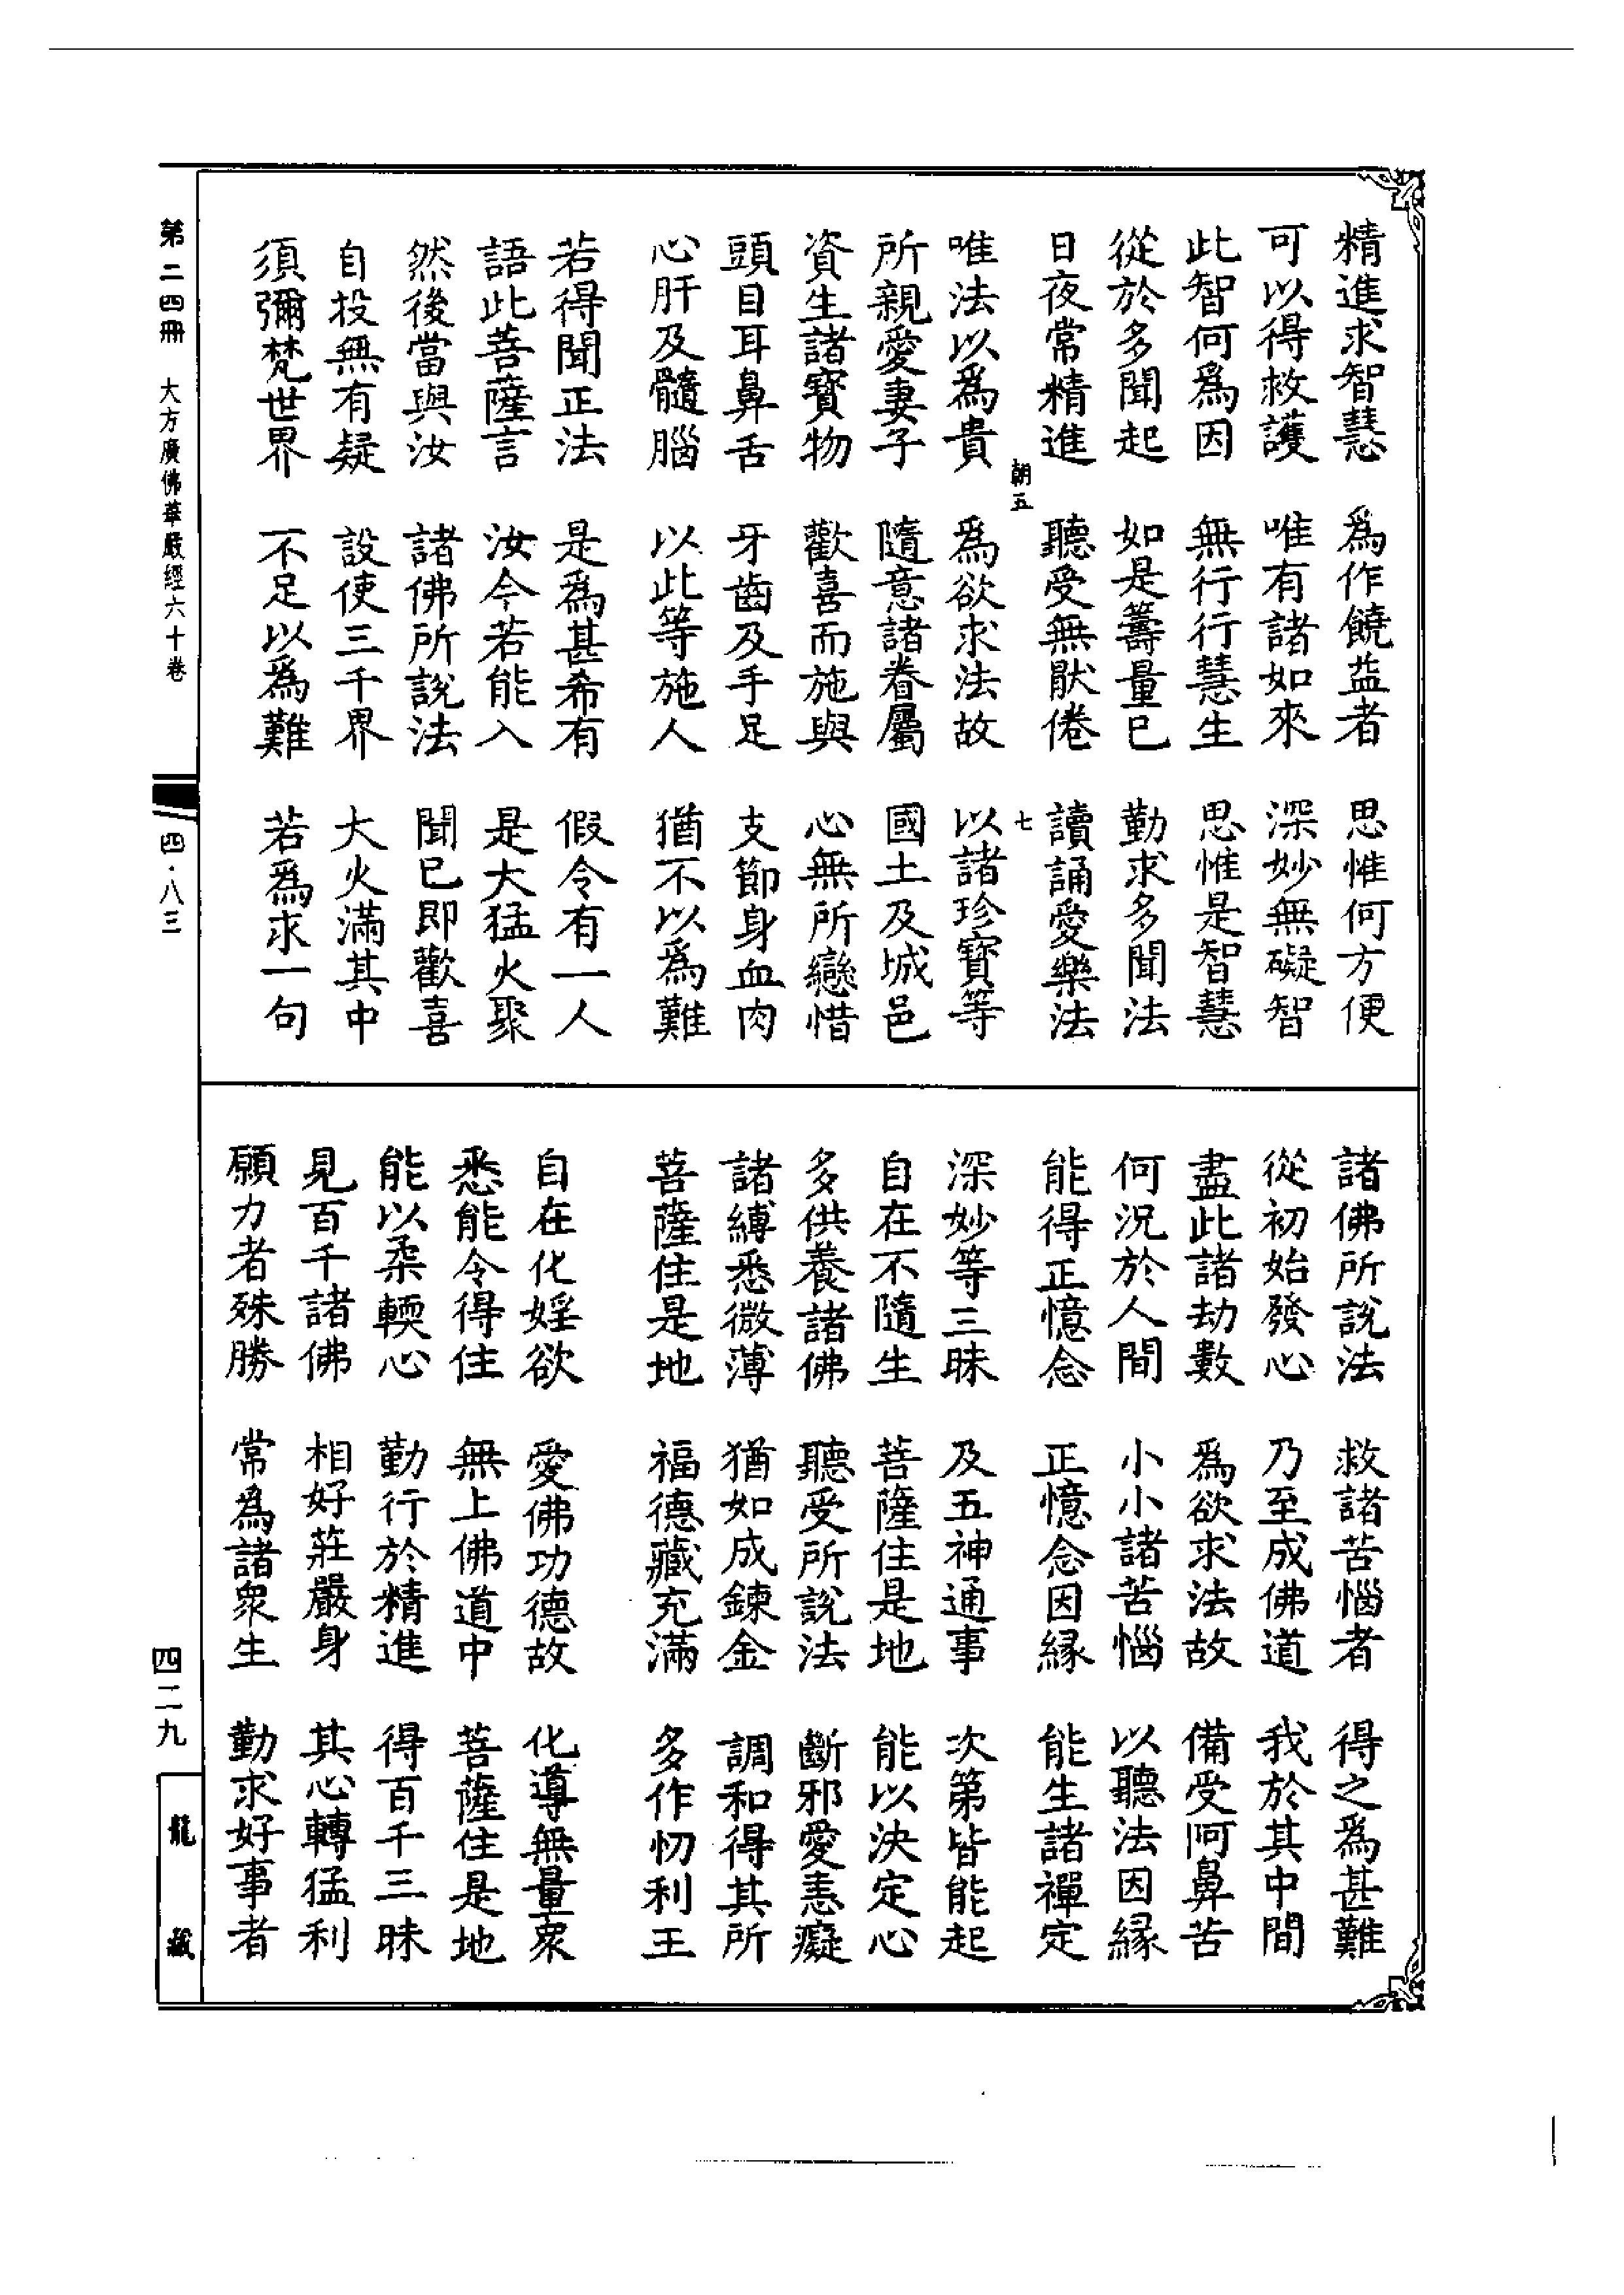 精進求智慧　為作饒益者　思惟何方便
可以得救護　唯有諸如來　深妙無礙智
此智何爲因　無行行慧生　思惟是智慧
從於多聞起　如是籌量已　勤求多聞法
日夜常精進　聽受無猒倦　讀誦愛樂法
朝五　七
唯法以爲貴　爲欲求法故　以諸珍寶等
所親愛妻子　隨意諸眷屬　國土及城邑
資生諸寶物　歡喜而施與　心無所戀惜
頭目耳鼻舌　牙齒及手足　支節身血肉
心肝及髓腦　以此等施人　猶不以爲難
若得聞正法　是爲甚希有　假令有一人
語此菩薩言　汝今若能入　是大猛火聚
然後當與汝　諸佛所說法　聞已即歡喜
自投無有疑　設使三千界　大火滿其中
須彌梵世界　不足以爲難　若爲求一句
諸佛所說法　救諸苦惱者　得之爲甚難
從初始發心　乃至成佛道　我於其中間
盡此諸劫數　爲欲求法故　備受阿鼻苦
何況於人間　小小諸苦惱　以聽法因縁
能得正憶念　正憶念因縁　能生諸禪定
深妙等三昧　及五神通事　次第皆能起
自在不隨生　菩薩住是地　能以決定心
多供養諸佛　聽受所說法　斷邪愛恚癡
諸縛悉微薄　猶如成鍊金　調和得其所
菩薩住是地　福德藏充滿　多作忉利王
自在化婬欲　愛佛功德故　化導無量衆
悉能令得住　無上佛道中　菩薩住是地
能以柔輭心　勤行於精進　得百千三昧
見百千諸佛　相好莊嚴身　其心轉猛利
願力者殊勝　常爲諸衆生　勤求好事者
第二四冊　大方廣佛華嚴經六十卷　四·八三
四二九　龍藏